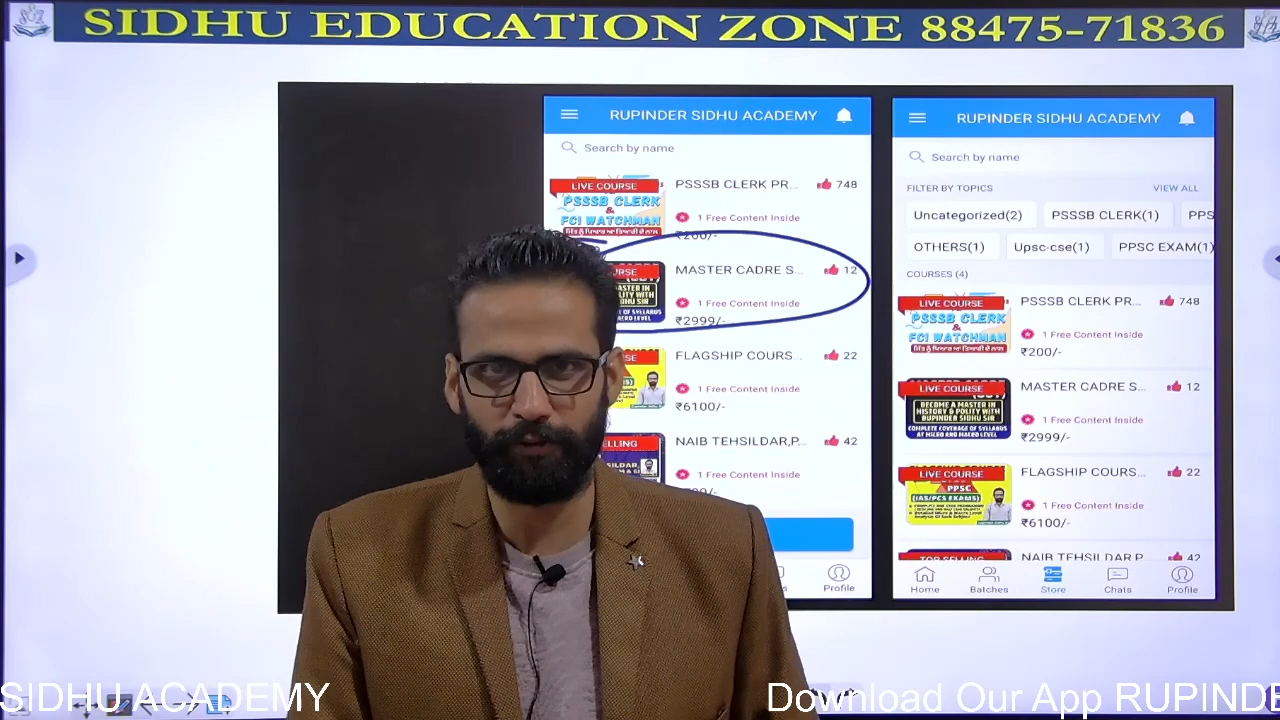 SIDHU EDUCATION ZONE 88475-71836
RUPINDER SIDHU ACADEMY
Search by name
LIVE COURSE
PSSSB CLERK
&
FCI WATCHMAN
PSSSB CLERK PR... 748
1 Free Content Inside
₹200/-
MASTER CADRE S... 12
1 Free Content Inside
₹2999/-
FLAGSHIP COURS... 22
1 Free Content Inside
₹6100/-
NAIB TEHSILDAR,P... 42
1 Free Content Inside
Profile
RUPINDER SIDHU ACADEMY
Search by name
FILTER BY TOPICS VIEW ALL
Uncategorized(2) PSSSB CLERK(1) PPS
OTHERS(1) Upsc-cse(1) PPSC EXAM(1)
COURSES (4)
LIVE COURSE
PSSSB CLERK
&
FCI WATCHMAN
PSSSB CLERK PR... 748
1 Free Content Inside
₹200/-
LIVE COURSE
BECOME A MASTER IN
HISTORY & POLITY WITH
RUPINDER SIDHU SIR
COMPLETE COVERAGE OF SYLLABUS
AT MICRO AND MACRO LEVEL
MASTER CADRE S... 12
1 Free Content Inside
₹2999/-
LIVE COURSE
PPSC
(IAS/PCS EXAMS)
FLAGSHIP COURS... 22
1 Free Content Inside
₹6100/-
TOP SELLING
NAIB TEHSILDAR,P... 42
Home Batches Store Chats Profile
SIDHU ACADEMY
Download Our App RUPINDE